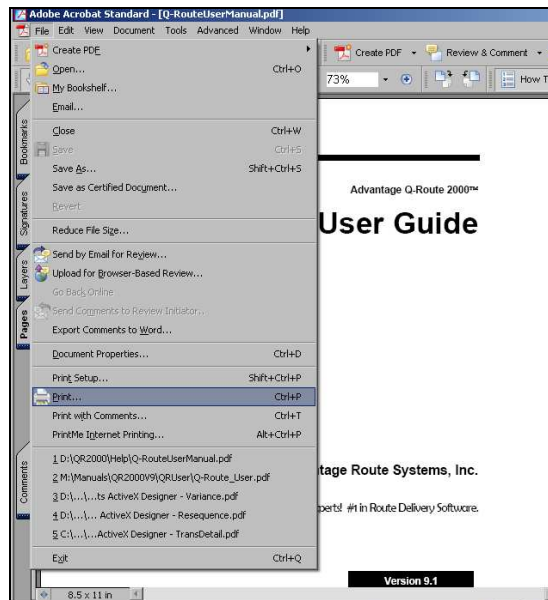 Adobe Acrobat Standard - [Q-RouteUserManual.pdf]
File Edit View Document Tools Advanced Window Help
Create PDF Review & Comment
73% How T
Create PDF
Open... Ctrl+O
My Bookshelf...
Email...
Close Ctrl+W
Save Ctrl+S
Save As... Shift+Ctrl+S
Save as Certified Document...
Revert
Reduce File Size...
Send by Email for Review...
Upload for Browser-Based Review...
Go Back Online
Send Comments to Review Initiator...
Export Comments to Word...
Document Properties... Ctrl+D
Print Setup... Shift+Ctrl+P
Print... Ctrl+P
Print with Comments... Ctrl+T
PrintMe Internet Printing... Alt+Ctrl+P
1 D:\QR2000\Help\Q-RouteUserManual.pdf
2 M:\Manuals\QR2000V9\QRUser\Q-Route_User.pdf
3 D:\...\...ts ActiveX Designer - Variance.pdf
4 D:\...\... ActiveX Designer - Resequence.pdf
5 C:\...\...ActiveX Designer - TransDetail.pdf
Exit Ctrl+Q
Bookmarks
Signatures
Layers
Pages
Comments
Advantage Q-Route 2000™
User Guide
tage Route Systems, Inc.
perts! #1 in Route Delivery Software.
Version 9.1
8.5 x 11 in